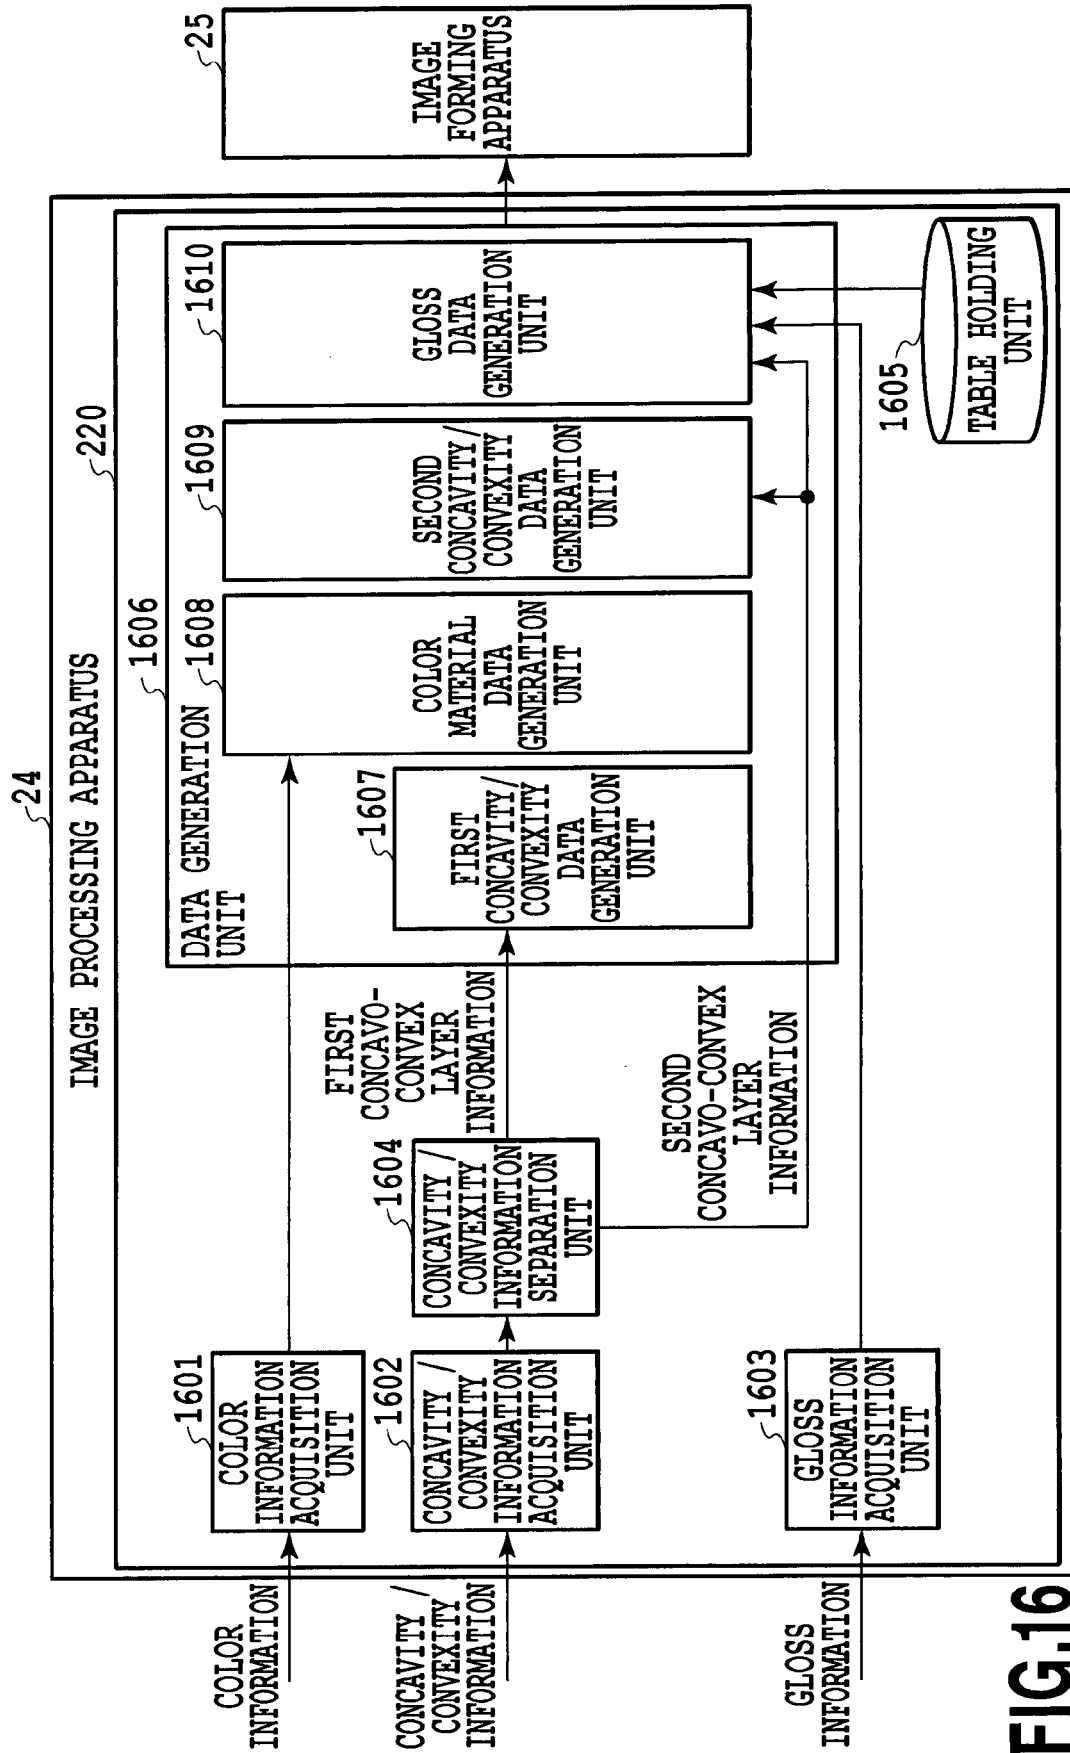 24
IMAGE PROCESSING APPARATUS
220
1606
DATA GENERATION
UNIT
COLOR
INFORMATION
1601
COLOR
INFORMATION
ACQUISITION
UNIT
CONCAVITY/
CONVEXITY
INFORMATION
1602
CONCAVITY/
CONVEXITY
INFORMATION
ACQUISITION
UNIT
1604
CONCAVITY/
CONVEXITY
INFORMATION
SEPARATION
UNIT
FIRST
CONCAVO-
CONVEX
LAYER
INFORMATION
SECOND
CONCAVO-CONVEX
LAYER
INFORMATION
1607
FIRST
CONCAVITY/
CONVEXITY
DATA
GENERATION
UNIT
1608
COLOR
MATERIAL
DATA
GENERATION
UNIT
1609
SECOND
CONCAVITY/
CONVEXITY
DATA
GENERATION
UNIT
1610
GLOSS
DATA
GENERATION
UNIT
25
IMAGE
FORMING
APPARATUS
GLOSS
INFORMATION
1603
GLOSS
INFORMATION
ACQUISITION
UNIT
1605
TABLE HOLDING
UNIT
FIG.16